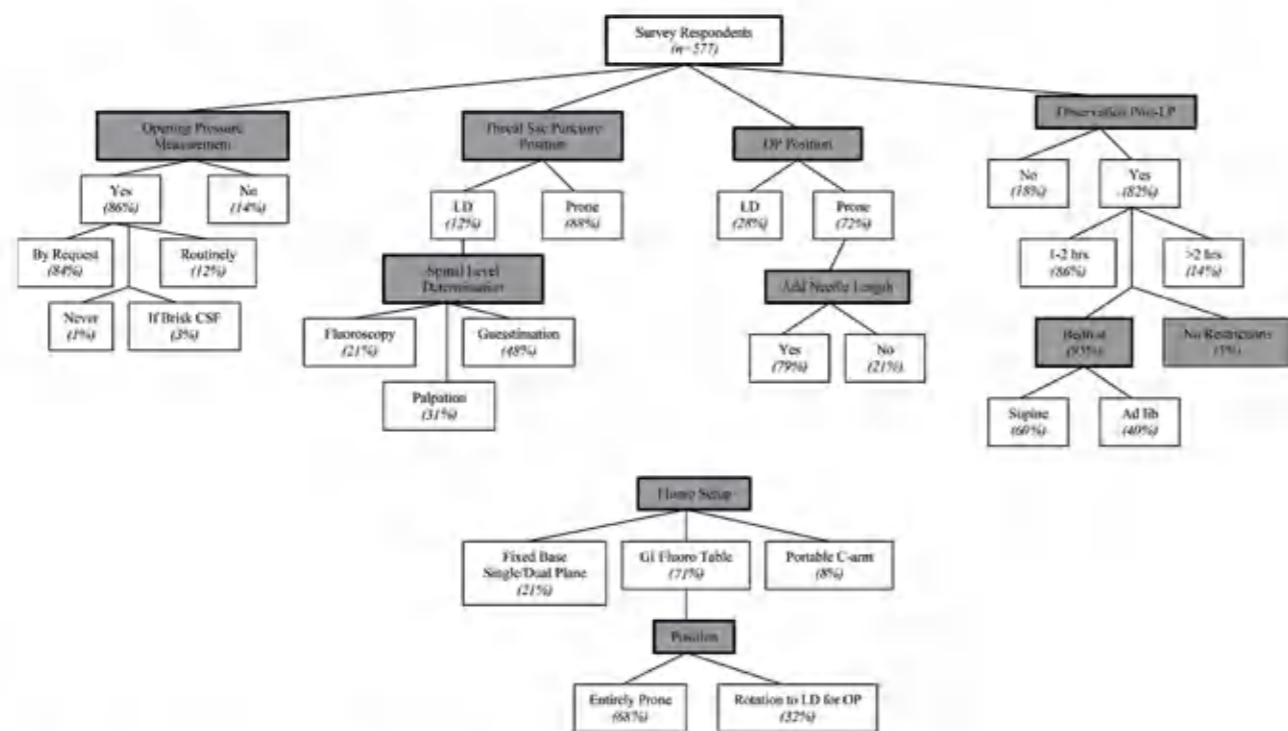 Survey Respondents
(n=577)
Opening Pressure
Measurement
Yes
(86%)
No
(14%)
By Request
(84%)
Routinely
(12%)
Never
(1%)
If Brisk CSF
(3%)
Thecal Sac Puncture
Position
LD
(12%)
Prone
(88%)
Spinal Level
Determination
Fluoroscopy
(21%)
Guesstimation
(48%)
Palpation
(31%)
OP Position
LD
(28%)
Prone
(72%)
Add Needle Length
Yes
(79%)
No
(21%)
Observation Post-LP
No
(18%)
Yes
(82%)
1-2 hrs
(86%)
>2 hrs
(14%)
Bedrest
(95%)
No Restrictions
(5%)
Supine
(60%)
Ad lib
(40%)
Fluoro Setup
Fixed Base
Single/Dual Plane
(21%)
GI Fluoro Table
(71%)
Portable C-arm
(8%)
Position
Entirely Prone
(68%)
Rotation to LD for OP
(32%)